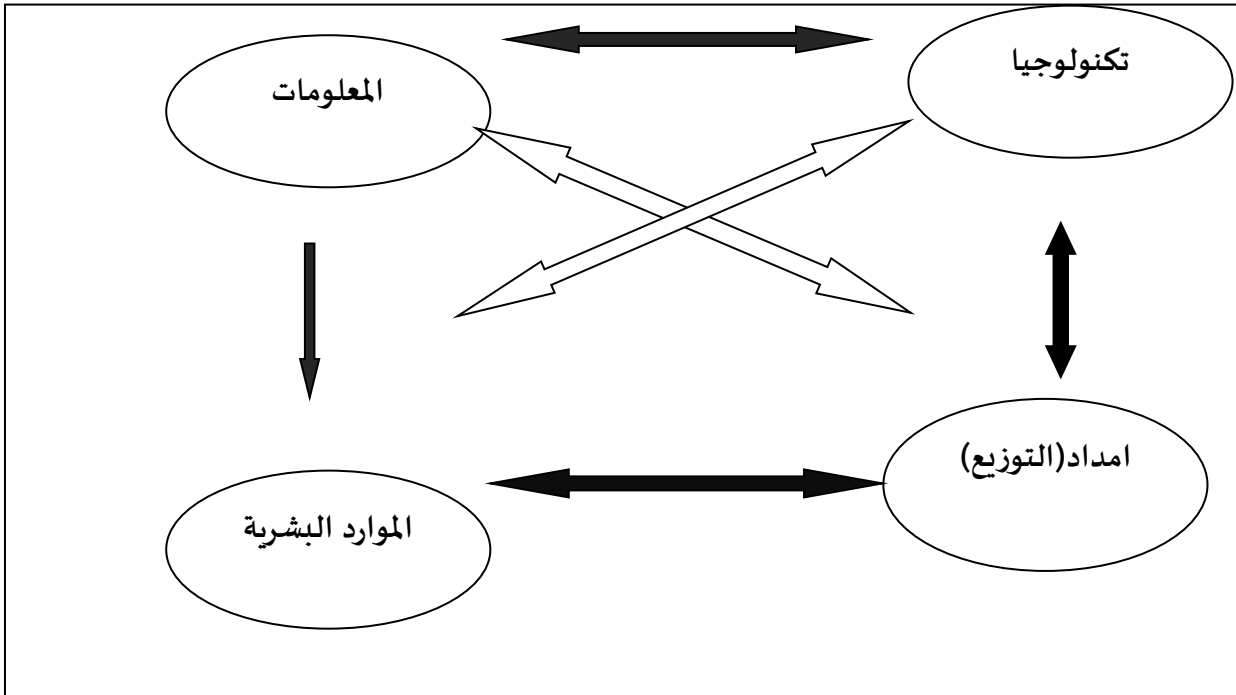 تكنولوجيا
المعلومات
امداد(التوزيع)
الموارد البشرية